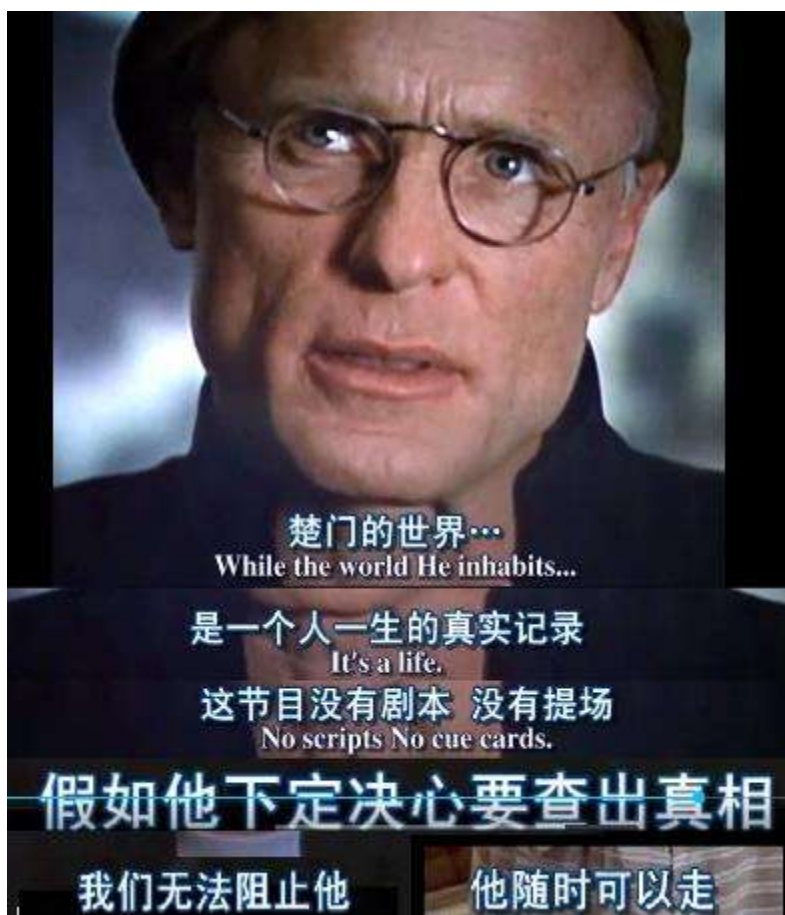 楚门的世界…
While the world He inhabits...
是一个人一生的真实记录
It's a life.
这节目没有剧本 没有提场
No scripts No cue cards.
假如他下定决心要查出真相
我们无法阻止他
他随时可以走